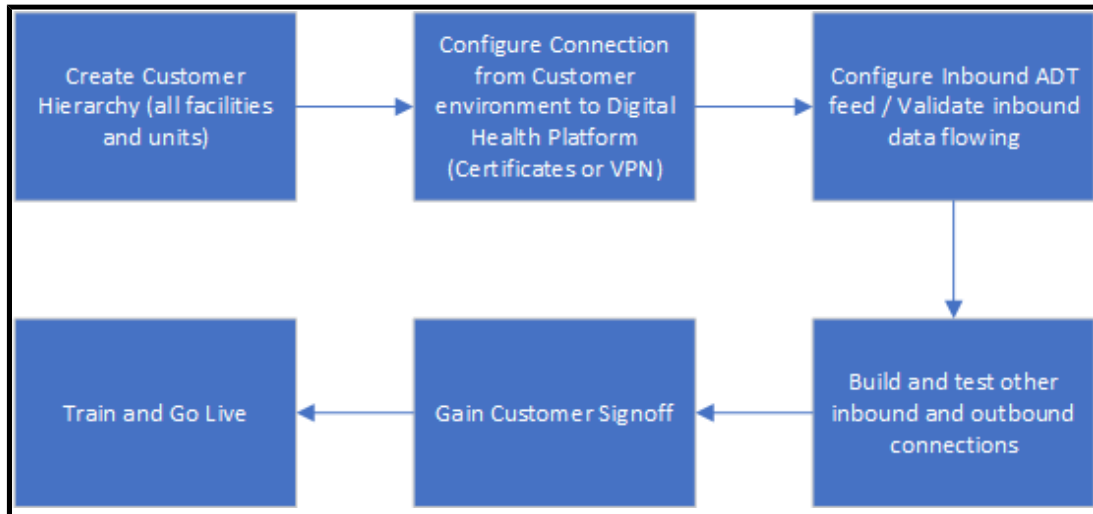 Create Customer
Hierarchy (all facilities
and units)
Configure Connection
from Customer
environment to Digital
Health Platform
(Certificates or VPN)
Configure Inbound ADT
feed / Validate inbound
data flowing
Build and test other
inbound and outbound
connections
Gain Customer Signoff
Train and Go Live